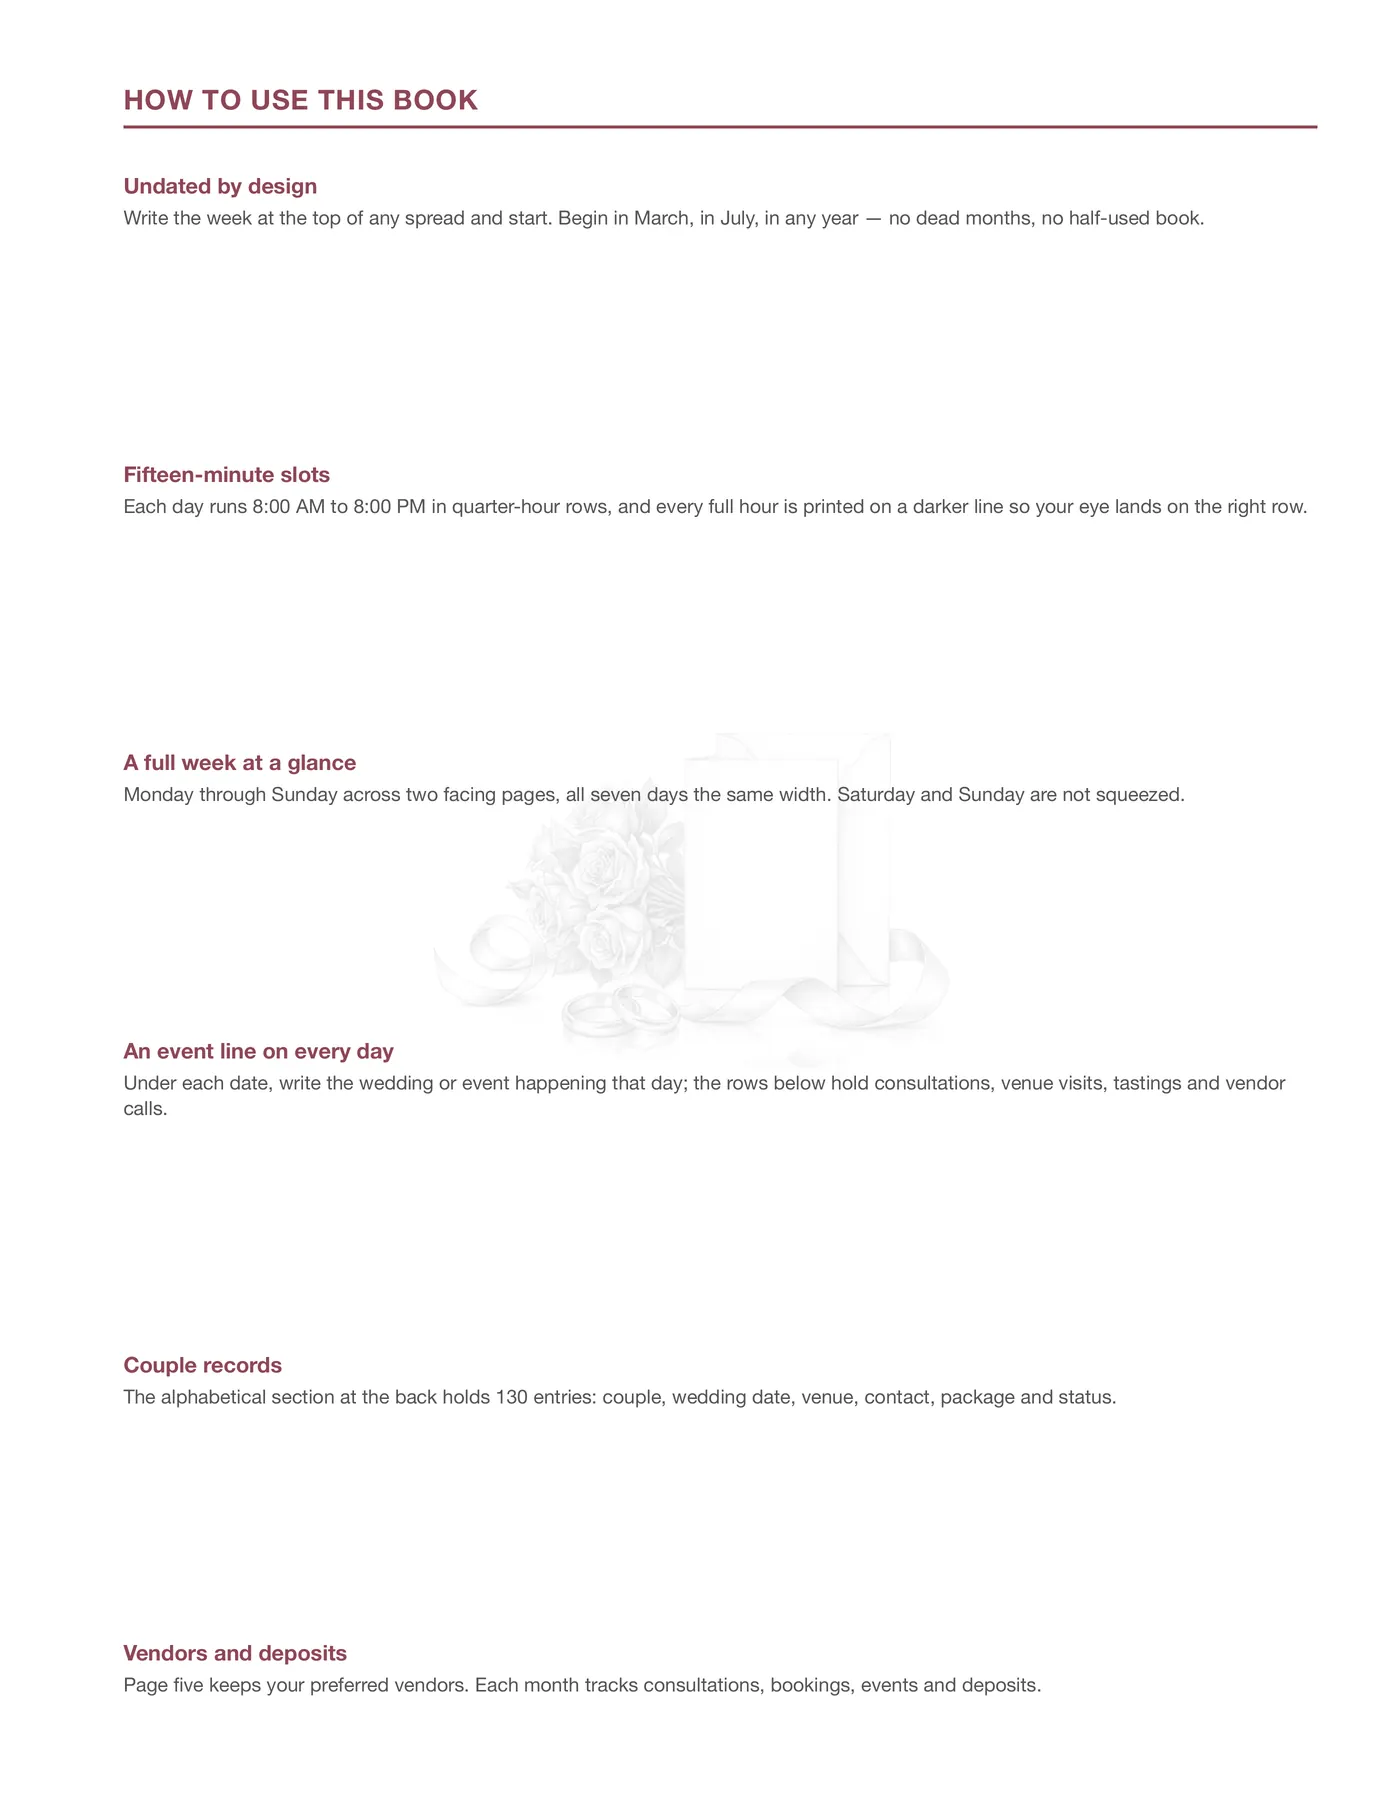 HOW TO USE THIS BOOK
Undated by design
Write the week at the top of any spread and start. Begin in March, in July, in any year — no dead months, no half-used book.
Fifteen-minute slots
Each day runs 8:00 AM to 8:00 PM in quarter-hour rows, and every full hour is printed on a darker line so your eye lands on the right row.
A full week at a glance
Monday through Sunday across two facing pages, all seven days the same width. Saturday and Sunday are not squeezed.
An event line on every day
Under each date, write the wedding or event happening that day; the rows below hold consultations, venue visits, tastings and vendor
calls.
Couple records
The alphabetical section at the back holds 130 entries: couple, wedding date, venue, contact, package and status.
Vendors and deposits
Page five keeps your preferred vendors. Each month tracks consultations, bookings, events and deposits.